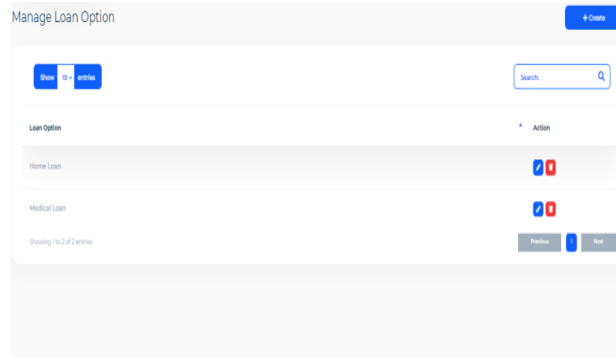 Manage Loan Option
+ Create
Show 10 entries
Search:
Loan Option Action
Home Loan
Medical Loan
Showing 1 to 2 of 2 entries
Previous 1 Next